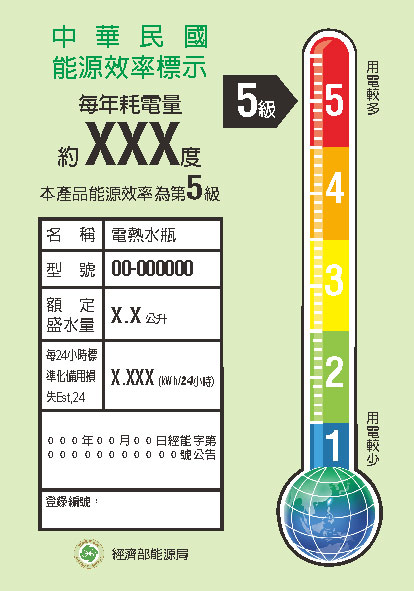 中華民國
能源效率標示
每年耗電量
約XXX度
本產品能源效率為第5級
名稱 電熱水瓶
型號 00-000000
額定
盛水量 X.X 公升
每24小時標
準化備用損
失Est,24
X.XXX (kWh/24小時)
000年00月00日經能字第
00000000000號公告
登錄編號：
經濟部能源局
5級
用電較多
5
4
3
2
1
用電較少